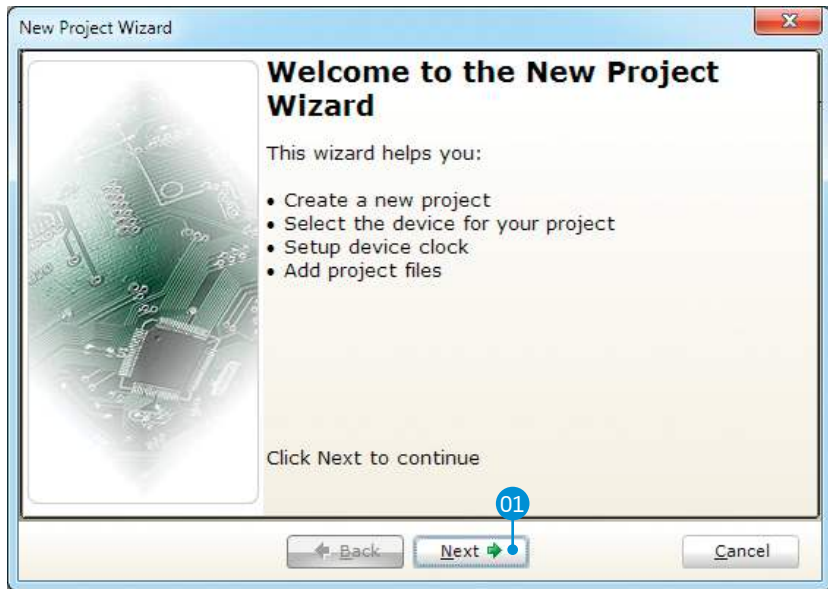 New Project Wizard
Welcome to the New Project
Wizard
This wizard helps you:
• Create a new project
• Select the device for your project
• Setup device clock
• Add project files
Click Next to continue
01
Back
Next
Cancel